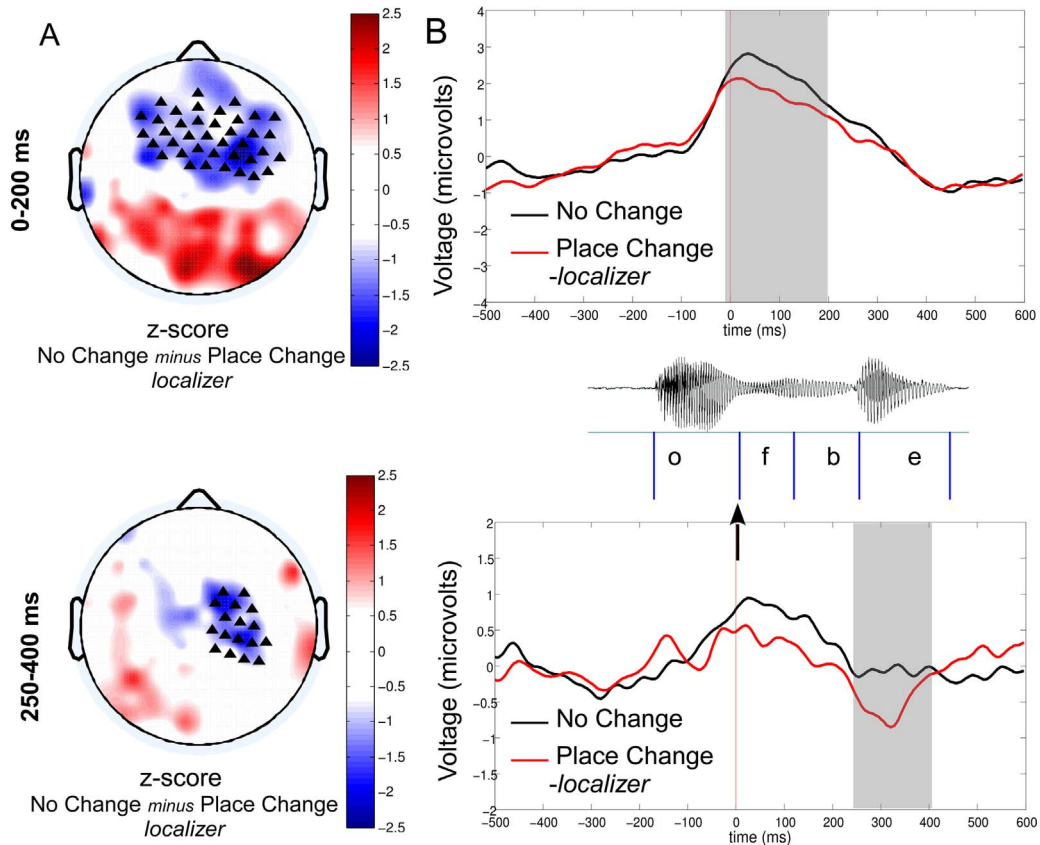 A
0-200 ms
2.5
2
1.5
1
0.5
0
−0.5
−1
−1.5
−2
−2.5
z-score
No Change minus Place Change
localizer
250-400 ms
2.5
2
1.5
1
0.5
0
−0.5
−1
−1.5
−2
−2.5
z-score
No Change minus Place Change
localizer
B
Voltage (microvolts)
4
3
2
1
0
−1
−2
−3
−4
No Change
Place Change
-localizer
−500 −400 −300 −200 −100 0 100 200 300 400 500 600
time (ms)
o f b e
Voltage (microvolts)
2
1.5
1
0.5
0
−0.5
−1
−1.5
−2
No Change
Place Change
-localizer
−500 −400 −300 −200 −100 0 100 200 300 400 500 600
time (ms)